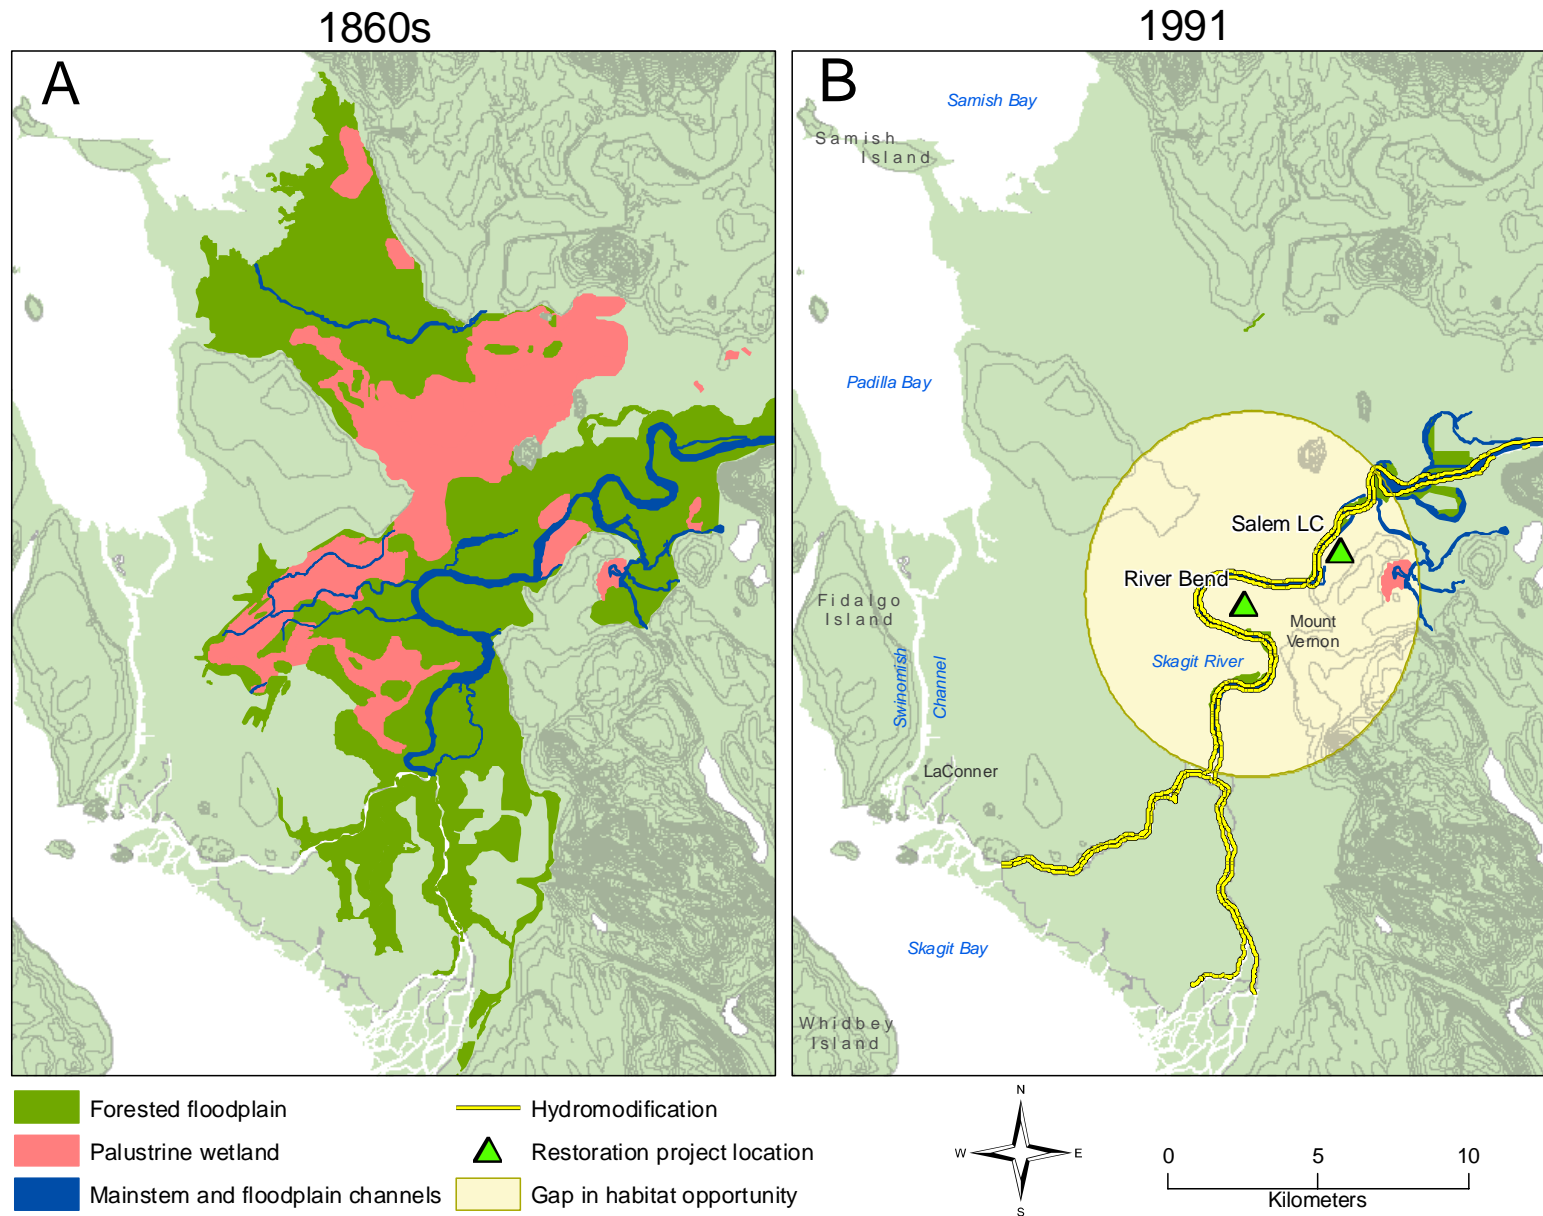 1860s
1991
A
B
Samish Bay
Samish
Island
Padilla Bay
Salem LC
River Bend
Fidalgo
Island
Mount
Vernon
Skagit River
Swinomish
Channel
LaConner
Skagit Bay
Whidbey
Island
Forested floodplain
Palustrine wetland
Mainstem and floodplain channels
Hydromodification
Restoration project location
Gap in habitat opportunity
N
W
E
S
0 5 10
Kilometers